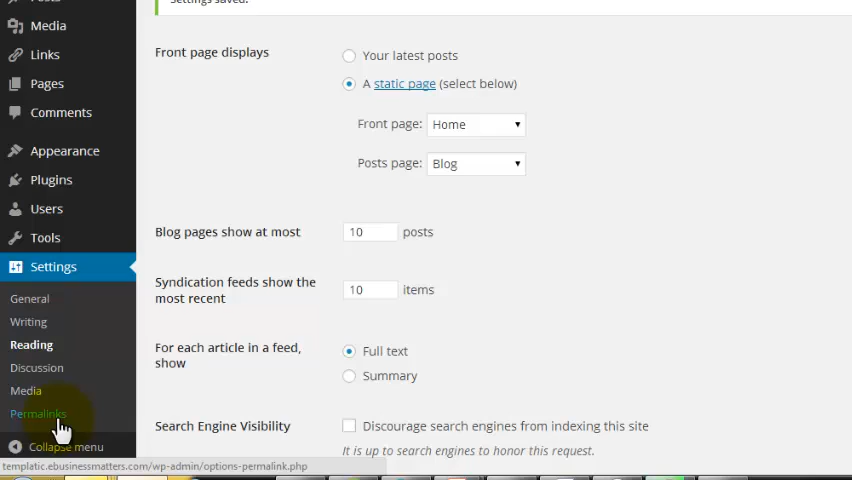 Settings saved.
Media
Links
Pages
Comments
Appearance
Plugins
Users
Tools
Settings
General
Writing
Reading
Discussion
Media
Permalinks
Collapse menu
Front page displays
Your latest posts
A static page (select below)
Front page: Home
Posts page: Blog
Blog pages show at most 10 posts
Syndication feeds show the
most recent
10 items
For each article in a feed,
show
Full text
Summary
Search Engine Visibility
Discourage search engines from indexing this site
It is up to search engines to honor this request.
templatic.ebusinessmatters.com/wp-admin/options-permalink.php